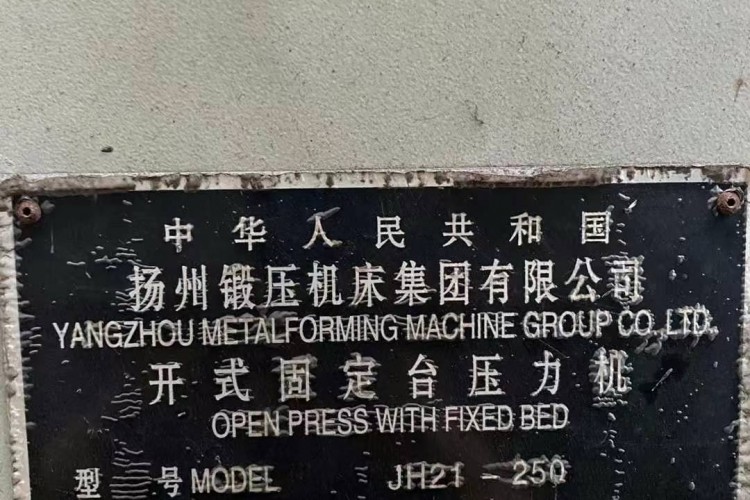 中华人民共和国
扬州锻压机床集团有限公司
YANGZHOU METALFORMING MACHINE GROUP CO.,LTD.
开式固定台压力机
OPEN PRESS WITH FIXED BED
型 号 MODEL JH21 - 250